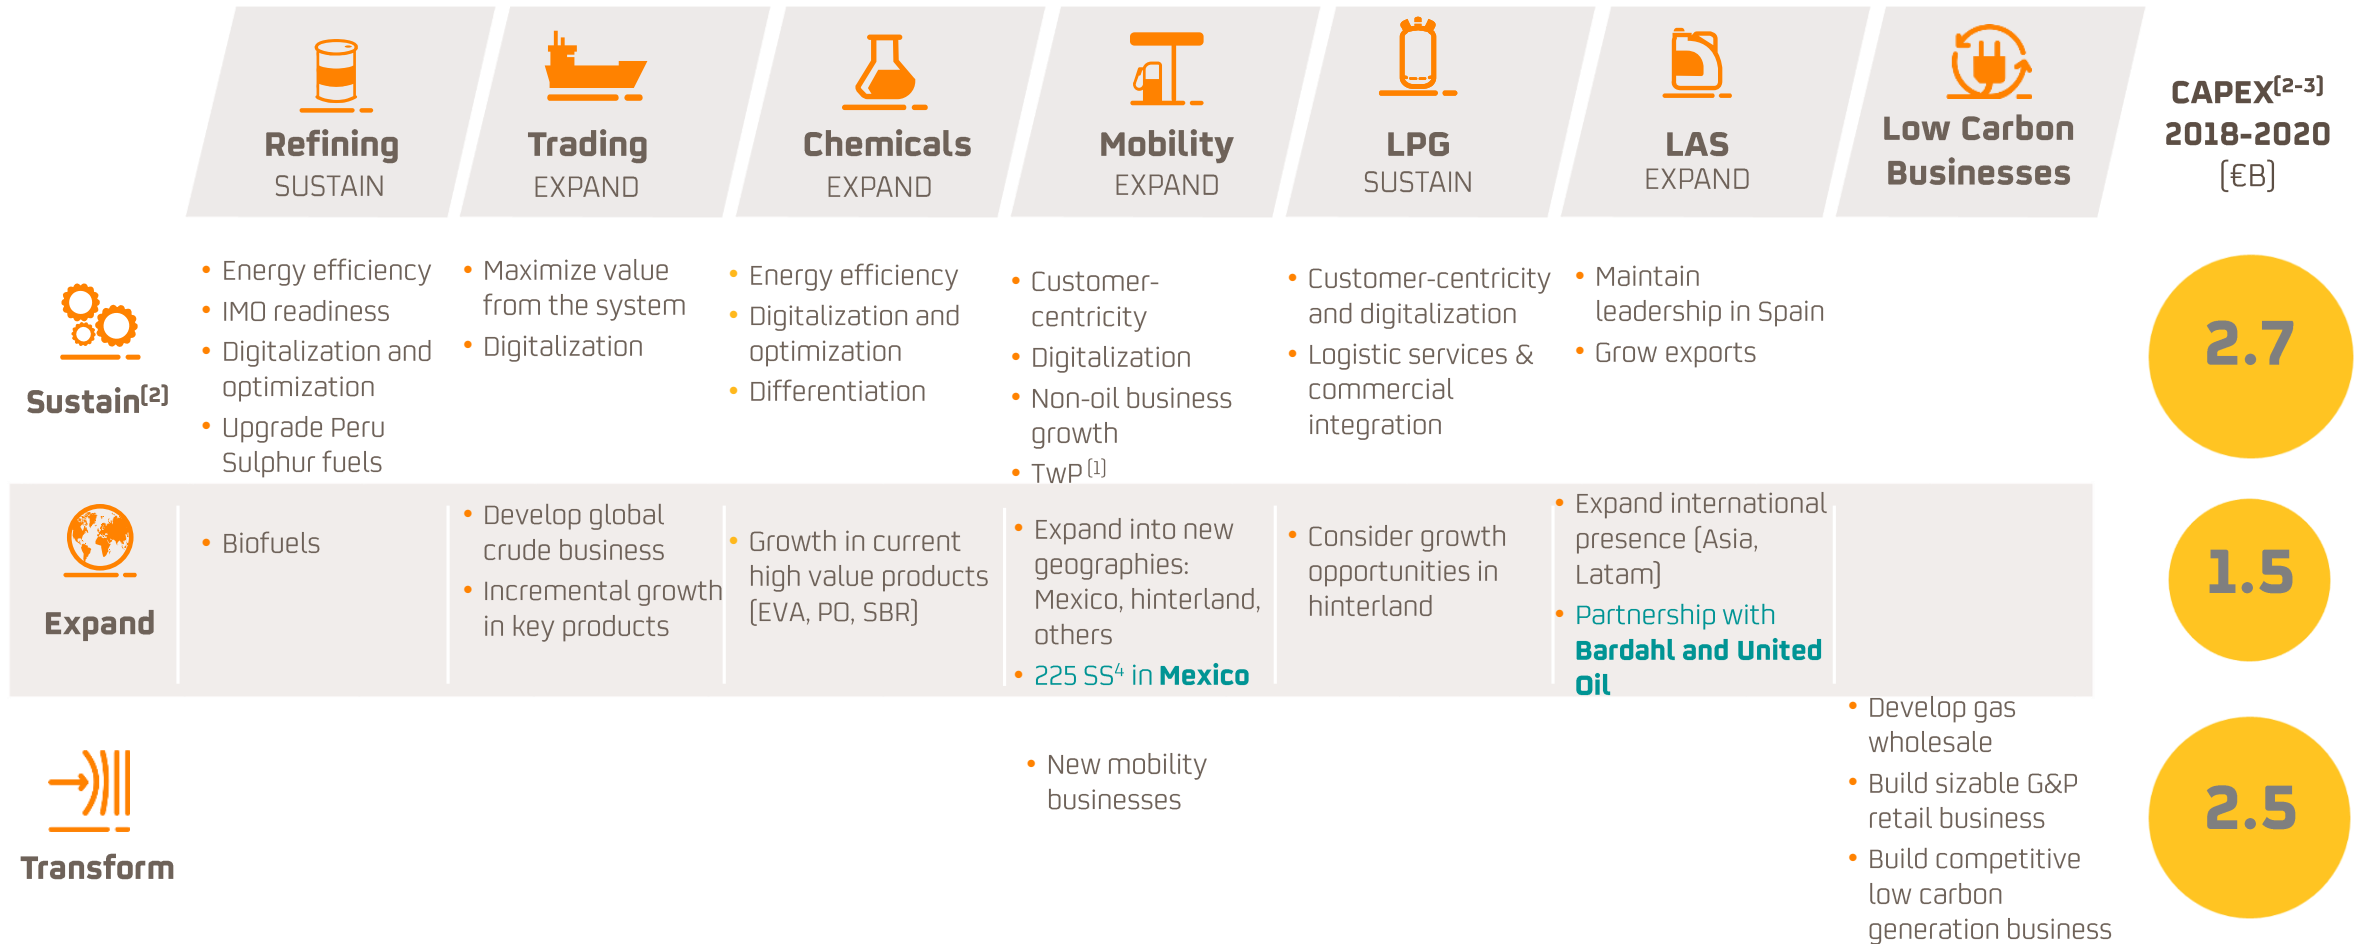 Refining
SUSTAIN
Trading
EXPAND
Chemicals
EXPAND
Mobility
EXPAND
LPG
SUSTAIN
LAS
EXPAND
Low Carbon
Businesses
CAPEX(2-3)
2018-2020
(€B)
Sustain(2)
• Energy efficiency
• IMO readiness
• Digitalization and
optimization
• Upgrade Peru
Sulphur fuels
• Maximize value
from the system
• Digitalization
• Energy efficiency
• Digitalization and
optimization
• Differentiation
• Customer-
centricity
• Digitalization
• Non-oil business
growth
• TwP (1)
• Customer-centricity
and digitalization
• Logistic services &
commercial
integration
• Maintain
leadership in Spain
• Grow exports
2.7
Expand
• Biofuels
• Develop global
crude business
• Incremental growth
in key products
• Growth in current
high value products
(EVA, PO, SBR)
• Expand into new
geographies:
Mexico, hinterland,
others
• 225 SS4 in Mexico
• Consider growth
opportunities in
hinterland
• Expand international
presence (Asia,
Latam)
• Partnership with
Bardahl and United
Oil
1.5
Transform
• New mobility
businesses
• Develop gas
wholesale
• Build sizable G&P
retail business
• Build competitive
low carbon
generation business
2.5